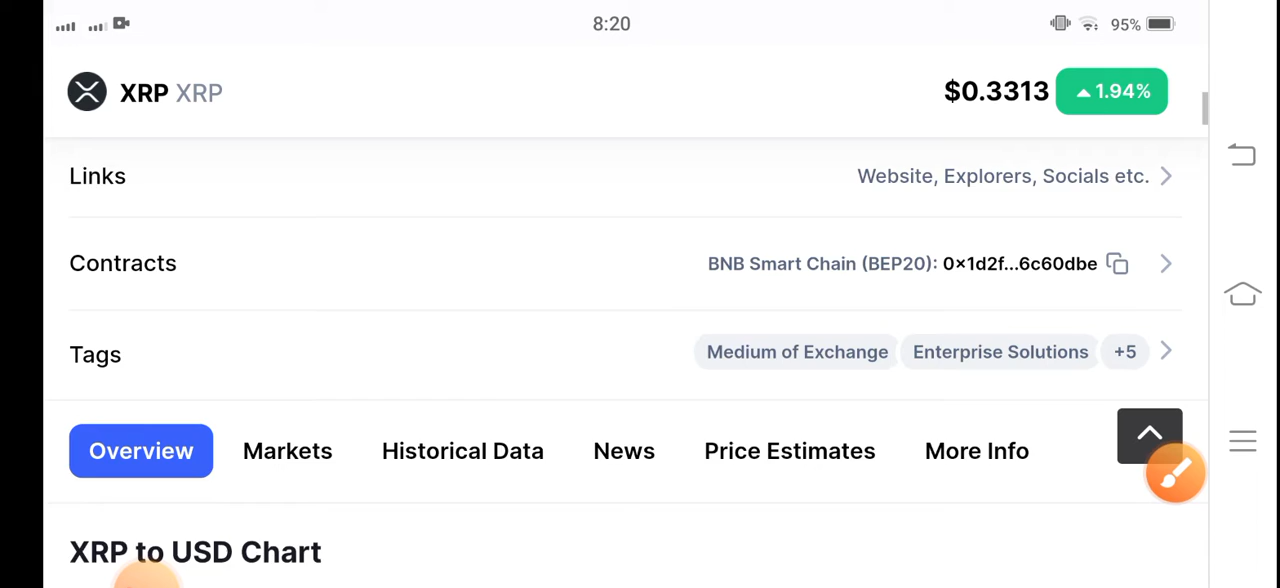 8:20 95%
XRP XRP $0.3313 1.94%
Links Website, Explorers, Socials etc.
Contracts BNB Smart Chain (BEP20): 0x1d2f...6c60dbe
Tags Medium of Exchange Enterprise Solutions +5
Overview Markets Historical Data News Price Estimates More Info
XRP to USD Chart